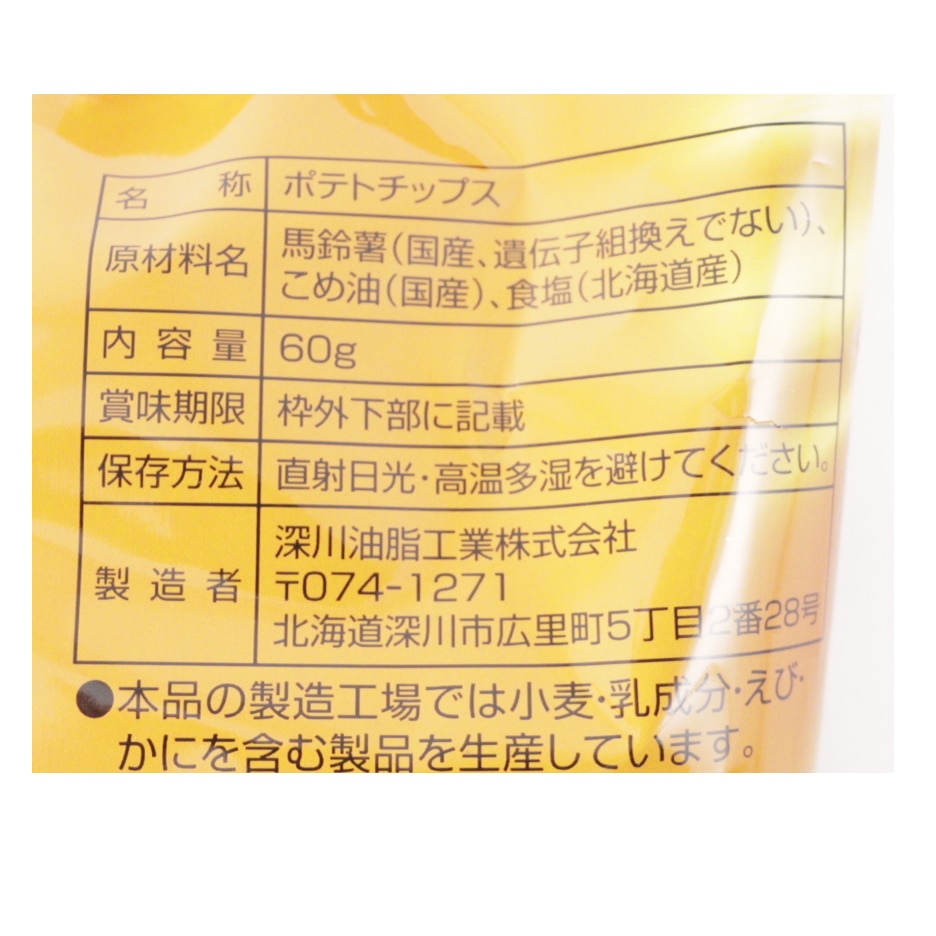 名称 ポテトチップス
原材料名 馬鈴薯(国産、遺伝子組換えでない)、
こめ油(国産)、食塩(北海道産)
内容量 60g
賞味期限 枠外下部に記載
保存方法 直射日光・高温多湿を避けてください。
製造者 深川油脂工業株式会社
〒074-1271
北海道深川市広里町5丁目2番28号
●本品の製造工場では小麦・乳成分・えび・
かにを含む製品を生産しています。